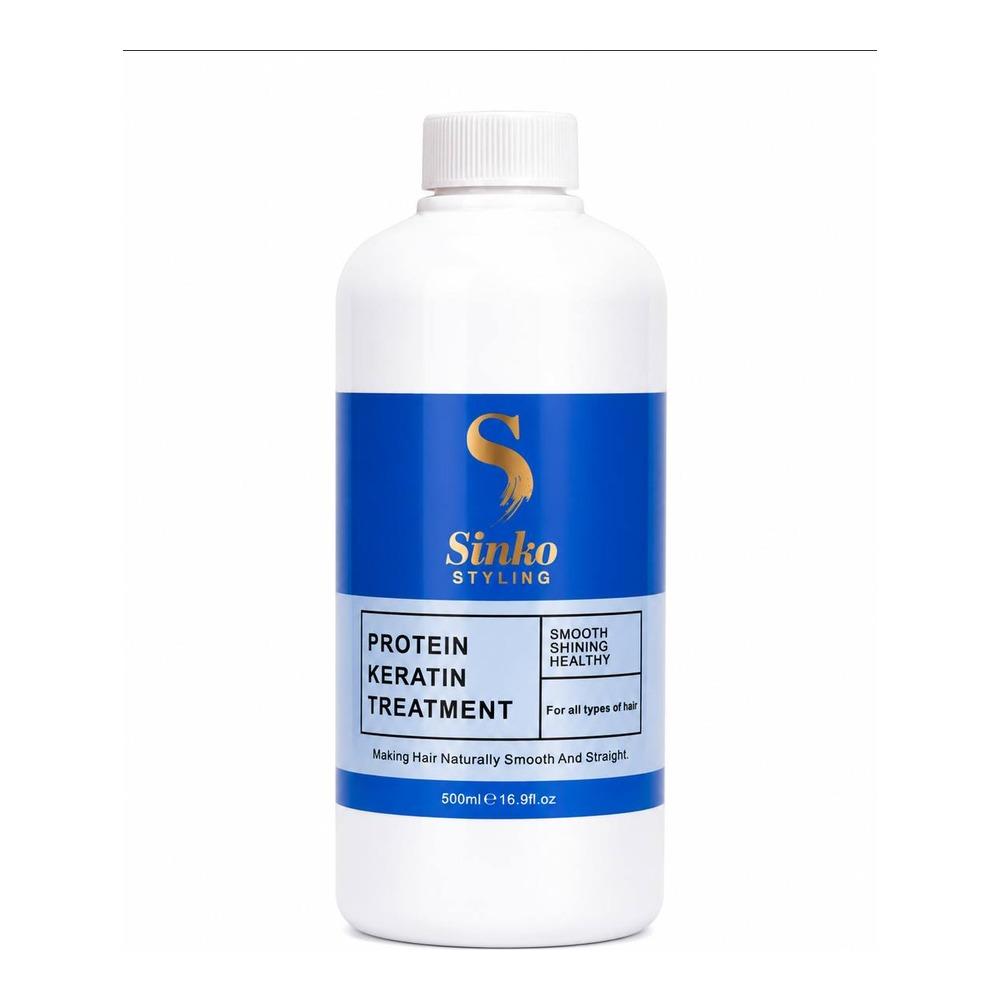 S
Sinko
STYLING
PROTEIN
KERATIN
TREATMENT
SMOOTH
SHINING
HEALTHY
For all types of hair
Making Hair Naturally Smooth And Straight.
500ml ℮ 16.9fl.oz